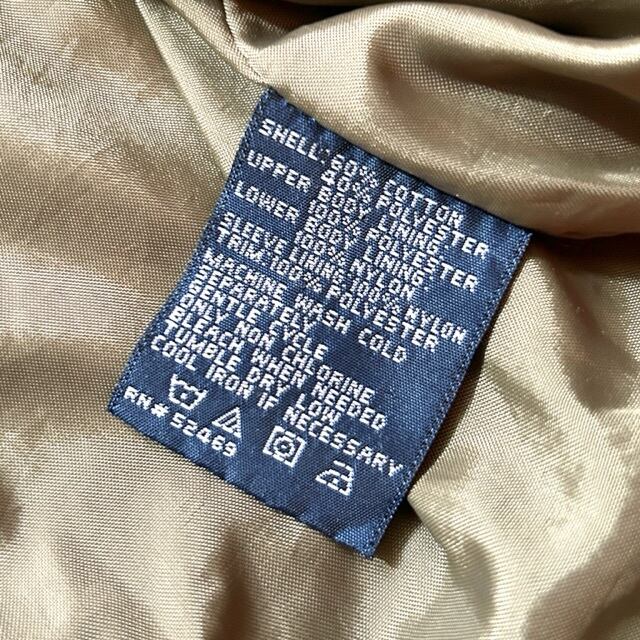 SHELL: 60% COTTON
40% POLYESTER
UPPER BODY LINING
100% POLYESTER
LOWER BODY LINING
100% NYLON
SLEEVE LINING 100% NYLON
TRIM 100% POLYESTER
MACHINE WASH COLD
SEPARATELY
GENTLE CYCLE
ONLY NON CHLORINE
BLEACH WHEN NEEDED
TUMBLE DRY LOW
COOL IRON IF NECESSARY
RN# 52469